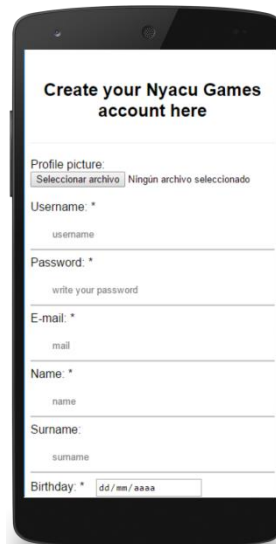 Create your Nyacu Games
account here
Profile picture:
Seleccionar archivo Ningún archivo seleccionado
Username: *
username
Password: *
write your password
E-mail: *
mail
Name: *
name
Surname:
surname
Birthday: * dd/mm/aaaa